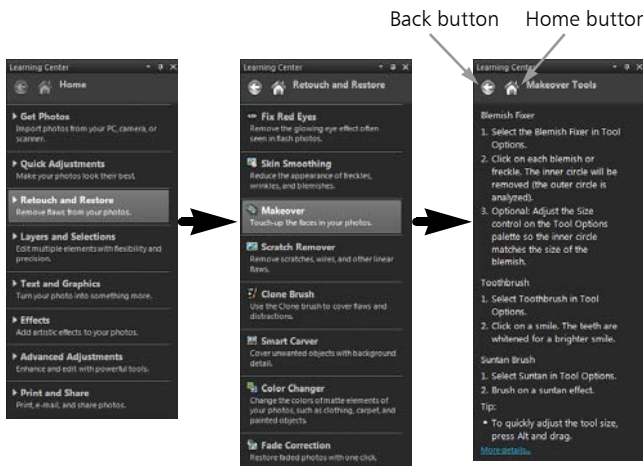 Back button Home button
Learning Center
Home
Get Photos
Import photos from your PC, camera, or
scanner.
Quick Adjustments
Make your photos look their best.
Retouch and Restore
Remove flaws from your photos.
Layers and Selections
Edit multiple elements with flexibility and
precision.
Text and Graphics
Turn your photo into something more.
Effects
Add artistic effects to your photos.
Advanced Adjustments
Enhance and edit with powerful tools.
Print and Share
Print, e-mail, and share photos.
Learning Center
Retouch and Restore
Fix Red Eyes
Remove the glowing eye effect often
seen in flash photos.
Skin Smoothing
Reduce the appearance of freckles,
wrinkles, and blemishes.
Makeover
Touch-up the faces in your photos.
Scratch Remover
Remove scratches, wires, and other linear
flaws.
Clone Brush
Use the Clone brush to cover flaws and
distractions.
Smart Carver
Cover unwanted objects with background
detail.
Color Changer
Change the colors of matte elements of
your photos, such as clothing, carpet, and
painted objects.
Fade Correction
Restore faded photos with one click.
Learning Center
Makeover Tools
Blemish Fixer
1. Select the Blemish Fixer in Tool
Options.
2. Click on each blemish or
freckle. The inner circle will be
removed (the outer circle is
analyzed).
3. Optional: Adjust the Size
control on the Tool Options
palette so the inner circle
matches the size of the
blemish.
Toothbrush
1. Select Toothbrush in Tool
Options.
2. Click on a smile. The teeth are
whitened for a brighter smile.
Suntan Brush
1. Select Suntan in Tool Options.
2. Brush on a suntan effect.
Tip:
• To quickly adjust the tool size,
press Alt and drag.
More details...